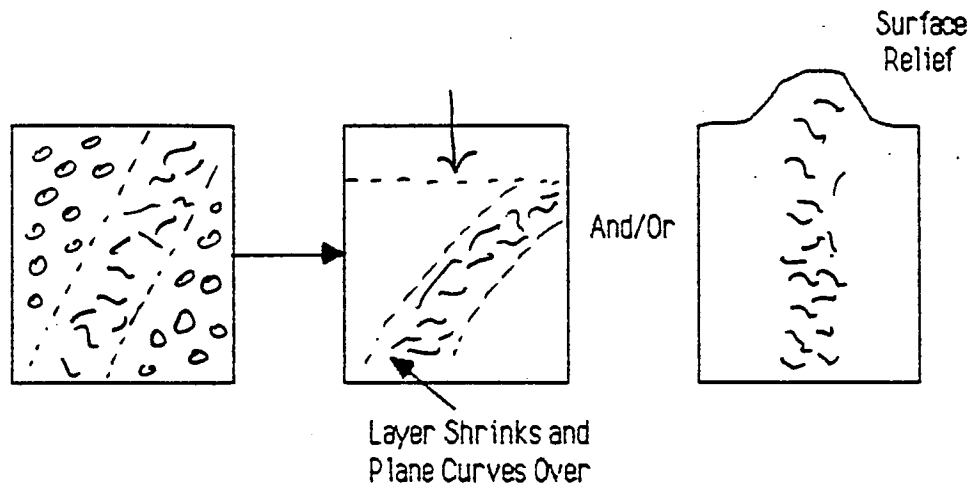 Surface
Relief
And/Or
Layer Shrinks and
Plane Curves Over